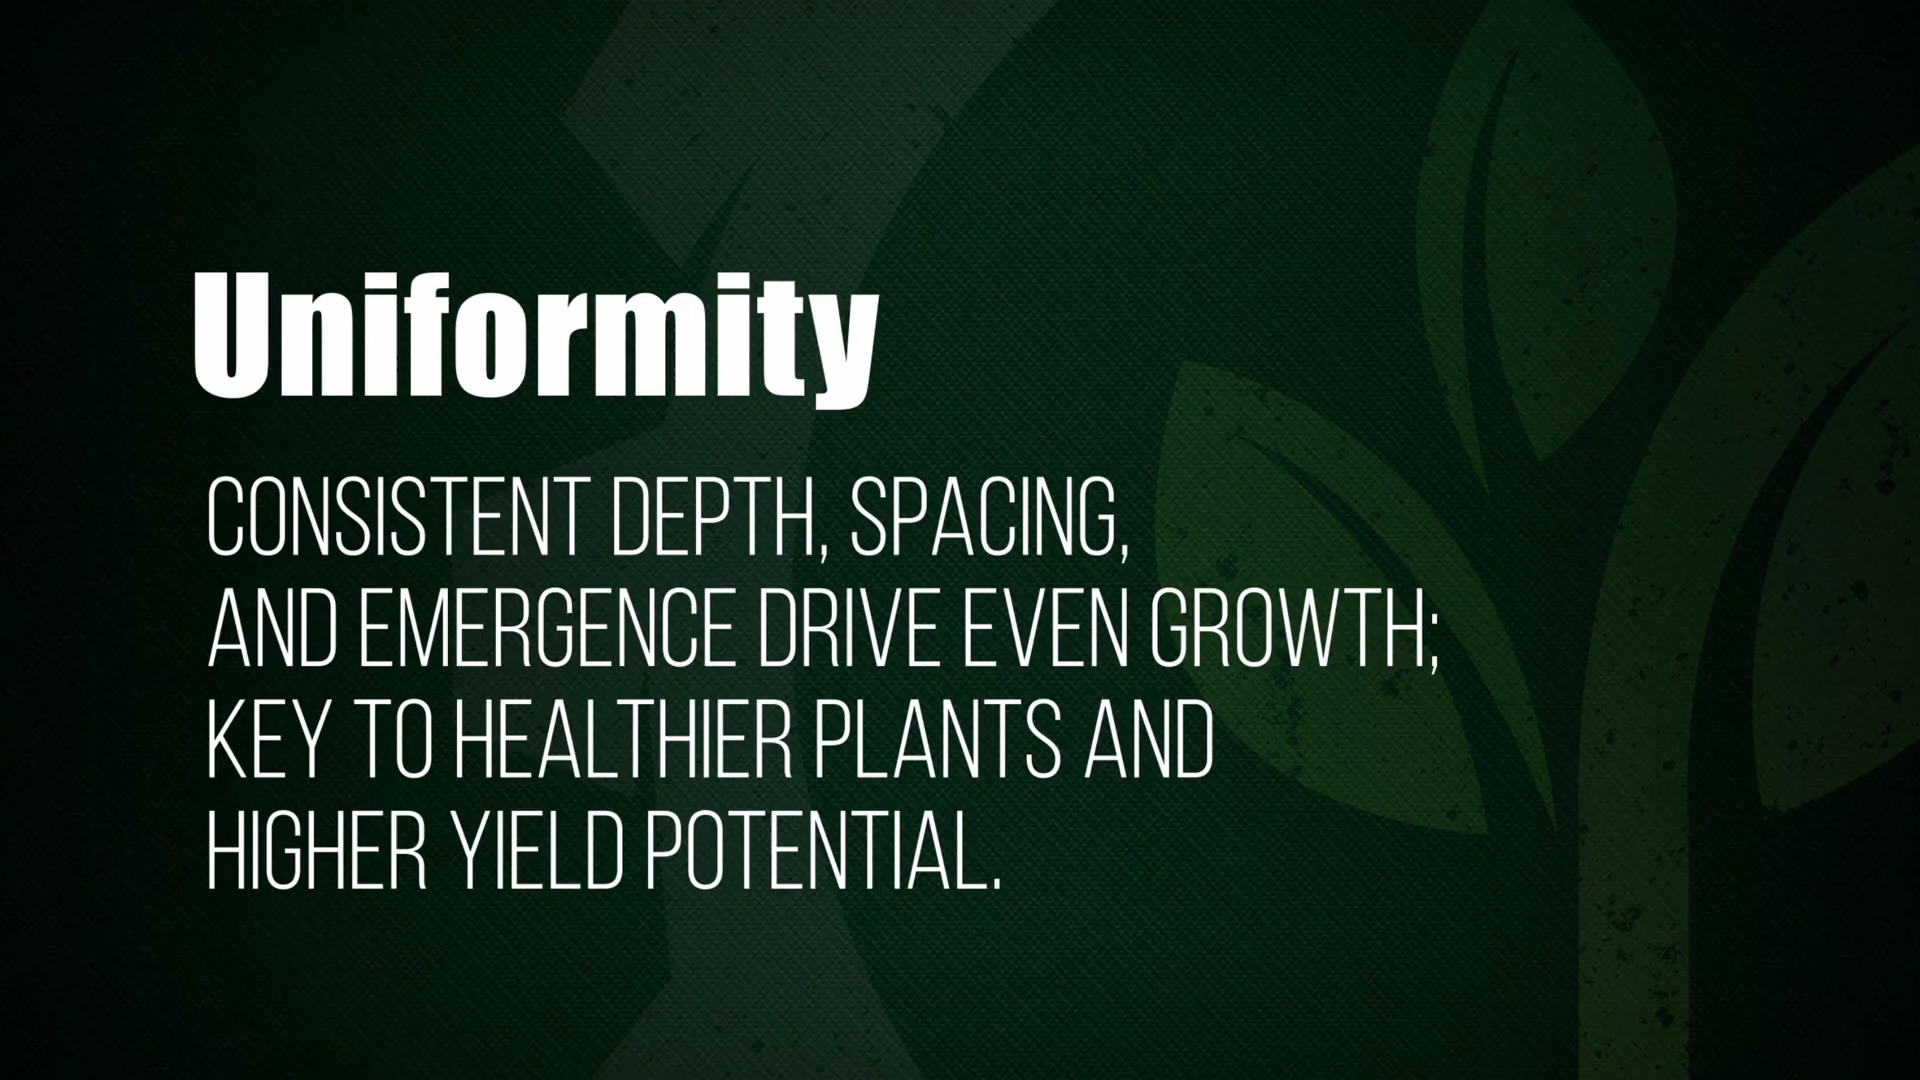 Uniformity
CONSISTENT DEPTH, SPACING,
AND EMERGENCE DRIVE EVEN GROWTH;
KEY TO HEALTHIER PLANTS AND
HIGHER YIELD POTENTIAL.